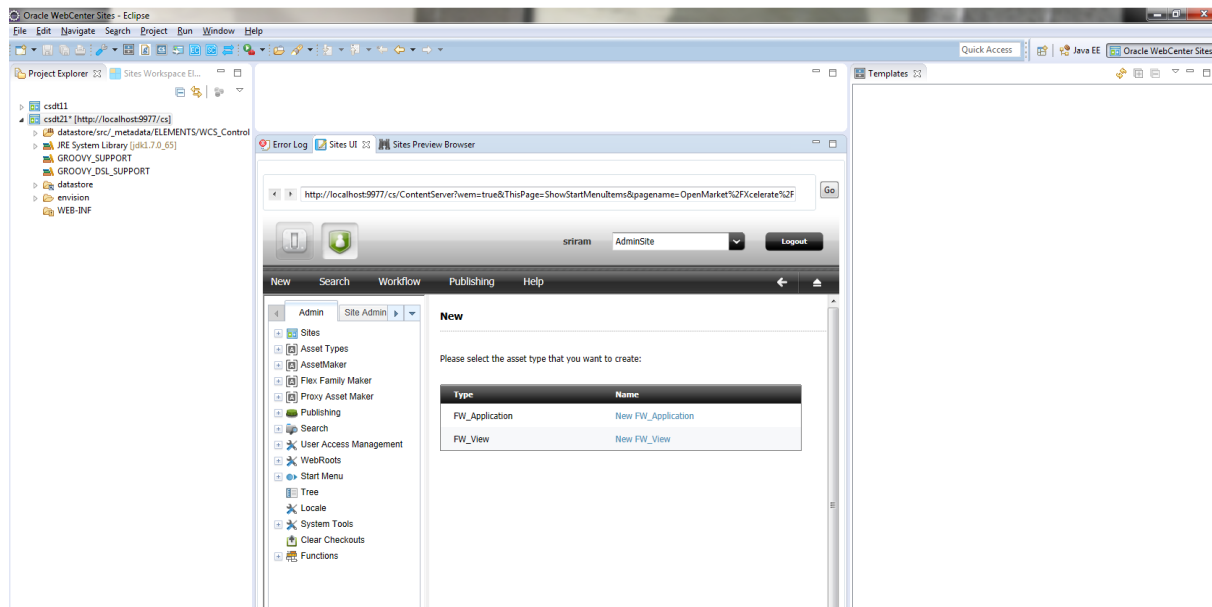 Oracle WebCenter Sites - Eclipse
File Edit Navigate Search Project Run Window Help
Quick Access Java EE Oracle WebCenter Sites
Project Explorer Sites Workspace El...
csdt11
csdt21* [http://localhost:9977/cs]
datastore/src/_metadata/ELEMENTS/WCS_Control
JRE System Library [jdk1.7.0_65]
GROOVY_SUPPORT
GROOVY_DSL_SUPPORT
datastore
envision
WEB-INF
Error Log Sites UI Sites Preview Browser
http://localhost:9977/cs/ContentServer?wem=true&ThisPage=ShowStartMenuItems&pagename=OpenMarket%2FXcelerate%2F Go
sriram AdminSite Logout
New Search Workflow Publishing Help
Admin Site Admin
Sites
Asset Types
AssetMaker
Flex Family Maker
Proxy Asset Maker
Publishing
Search
User Access Management
WebRoots
Start Menu
Tree
Locale
System Tools
Clear Checkouts
Functions
New
Please select the asset type that you want to create:
Type Name
FW_Application New FW_Application
FW_View New FW_View
Templates